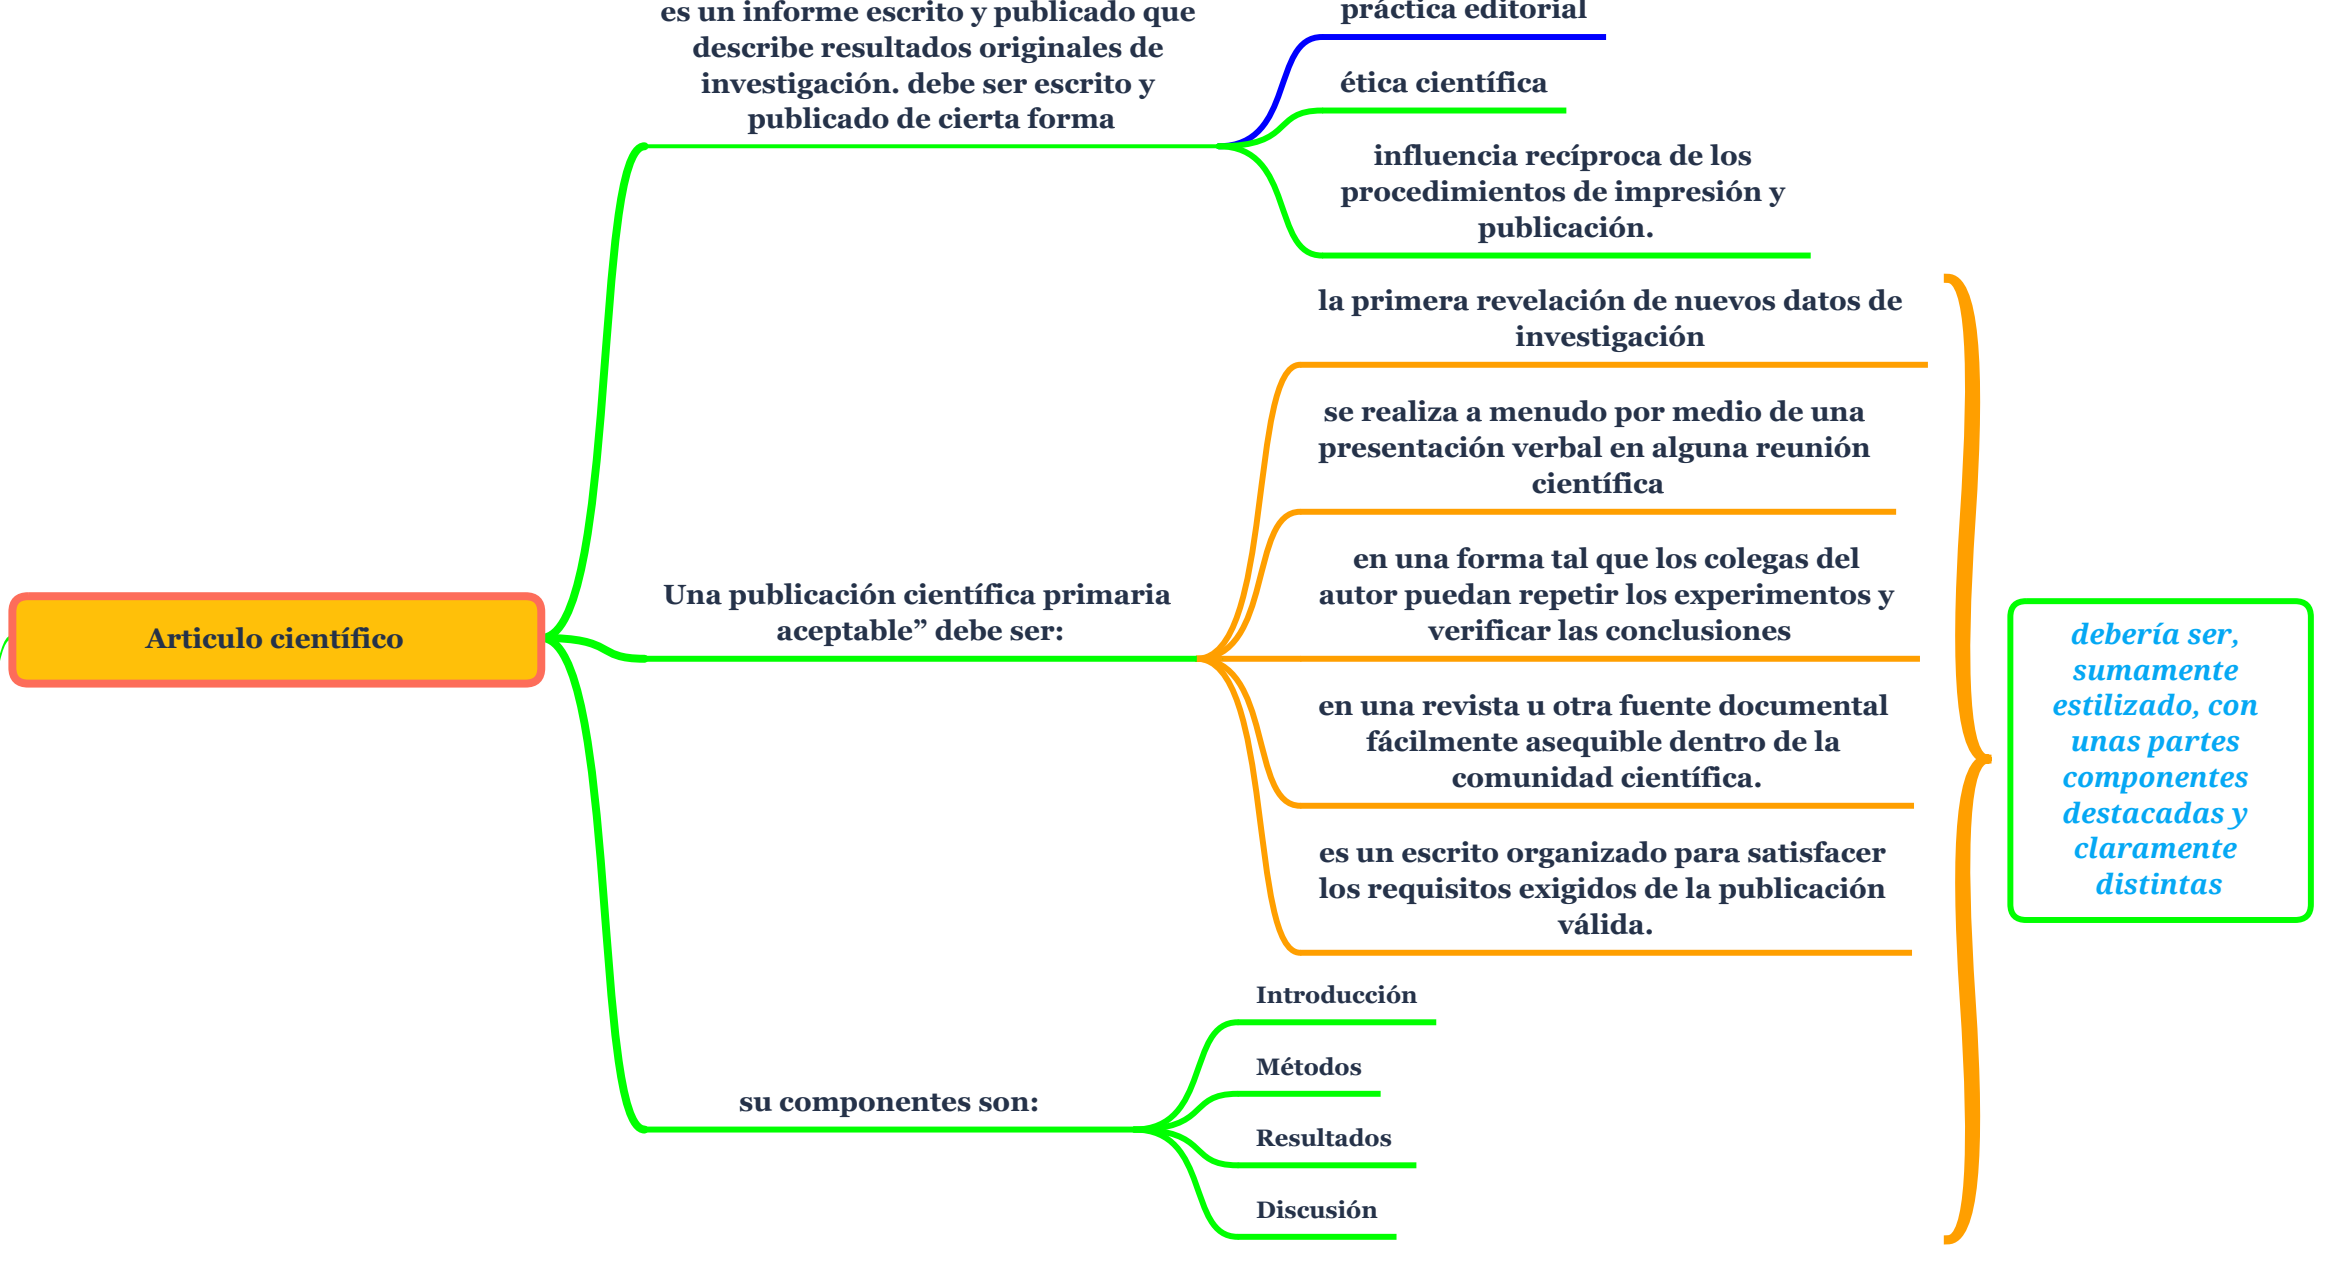 es un informe escrito y publicado que
describe resultados originales de
investigación. debe ser escrito y
publicado de cierta forma
práctica editorial
ética científica
influencia recíproca de los
procedimientos de impresión y
publicación.
Articulo científico
Una publicación científica primaria
aceptable” debe ser:
la primera revelación de nuevos datos de
investigación
se realiza a menudo por medio de una
presentación verbal en alguna reunión
científica
en una forma tal que los colegas del
autor puedan repetir los experimentos y
verificar las conclusiones
en una revista u otra fuente documental
fácilmente asequible dentro de la
comunidad científica.
es un escrito organizado para satisfacer
los requisitos exigidos de la publicación
válida.
su componentes son:
Introducción
Métodos
Resultados
Discusión
debería ser,
sumamente
estilizado, con
unas partes
componentes
destacadas y
claramente
distintas